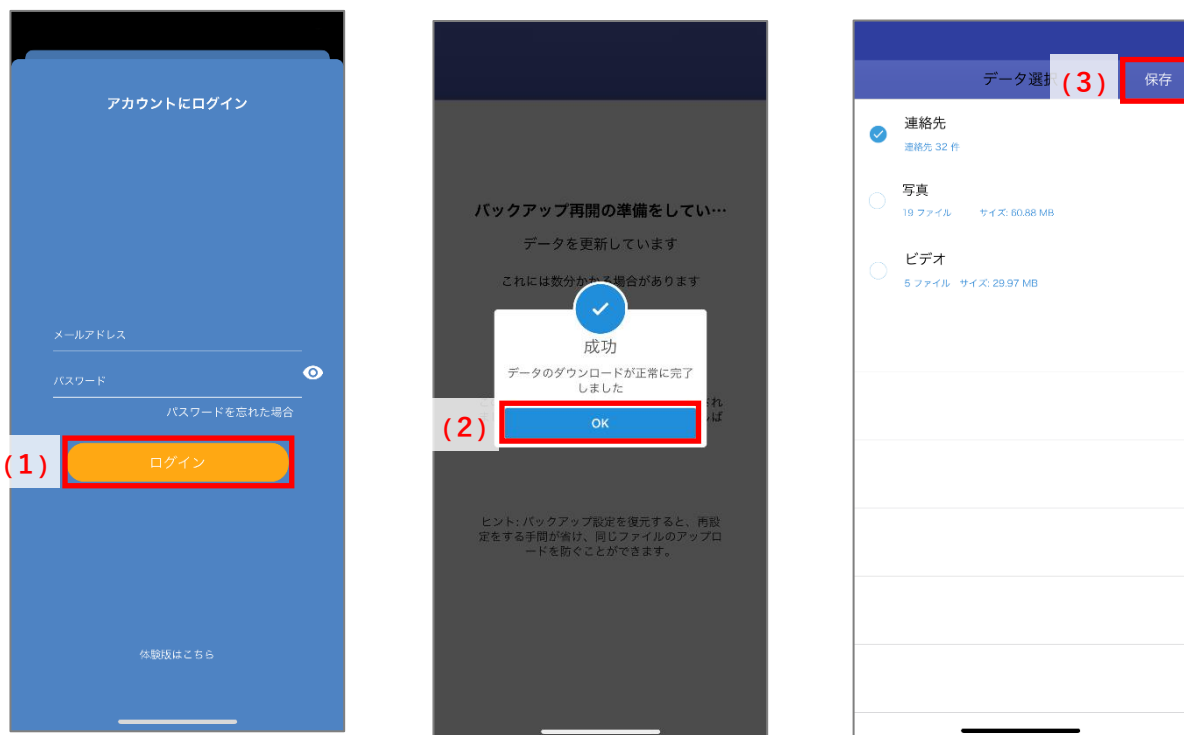 アカウントにログイン
メールアドレス
パスワード
パスワードを忘れた場合
(1)
ログイン
体験版はこちら
バックアップ再開の準備をしてい…
データを更新しています
これには数分かかる場合があります
成功
データのダウンロードが正常に完了
しました
(2)
OK
ヒント: バックアップ設定を復元すると、再設
定をする手間が省け、同じファイルのアップロ
ードを防ぐことができます。
データ選択
(3)
保存
連絡先
連絡先 32 件
写真
19 ファイル サイズ: 60.88 MB
ビデオ
5 ファイル サイズ: 29.97 MB